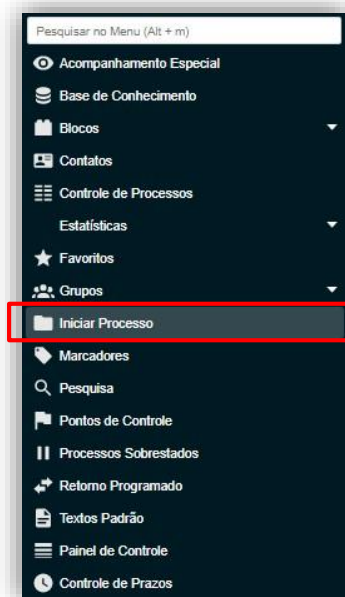 Pesquisar no Menu (Alt + m)
Acompanhamento Especial
Base de Conhecimento
Blocos
Contatos
Controle de Processos
Estatísticas
Favoritos
Grupos
Iniciar Processo
Marcadores
Pesquisa
Pontos de Controle
Processos Sobrestados
Retorno Programado
Textos Padrão
Painel de Controle
Controle de Prazos